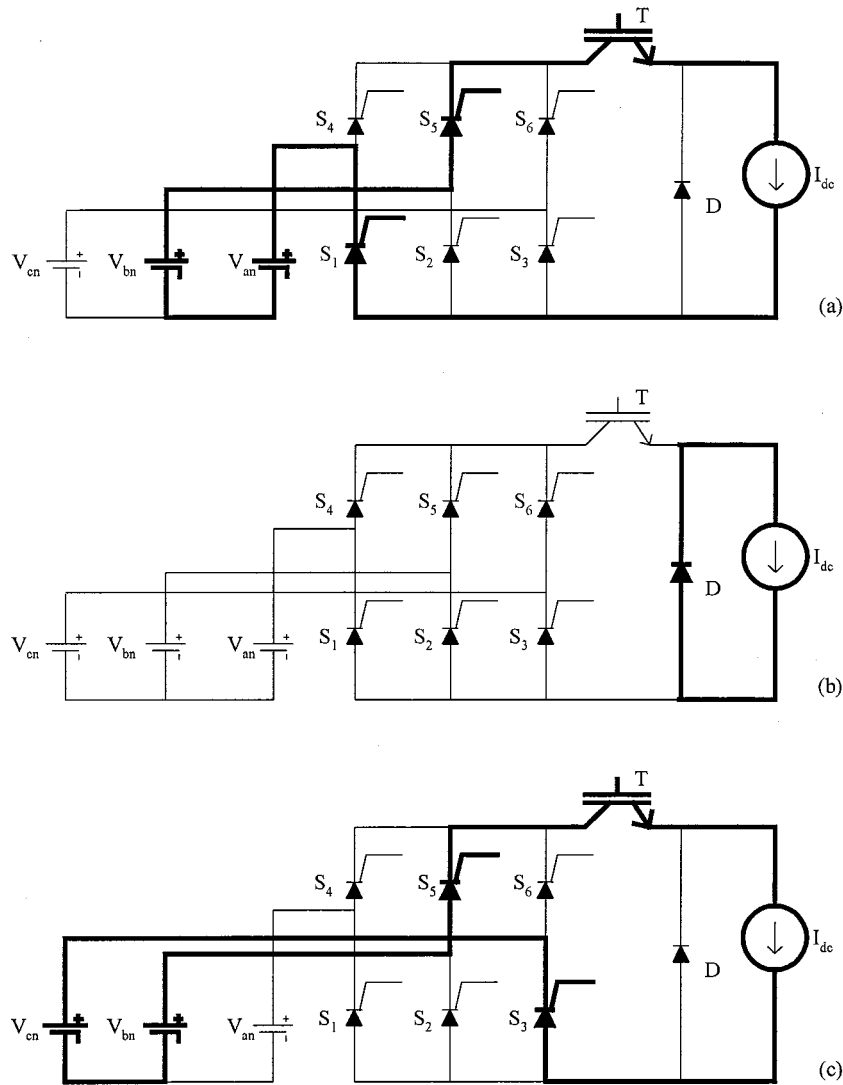 T
S4 S5 S6
Idc
D
Vcn Vbn Van S1 S2 S3
(a)
T
S4 S5 S6
Idc
D
Vcn Vbn Van S1 S2 S3
(b)
T
S4 S5 S6
Idc
D
Vcn Vbn Van S1 S2 S3
(c)